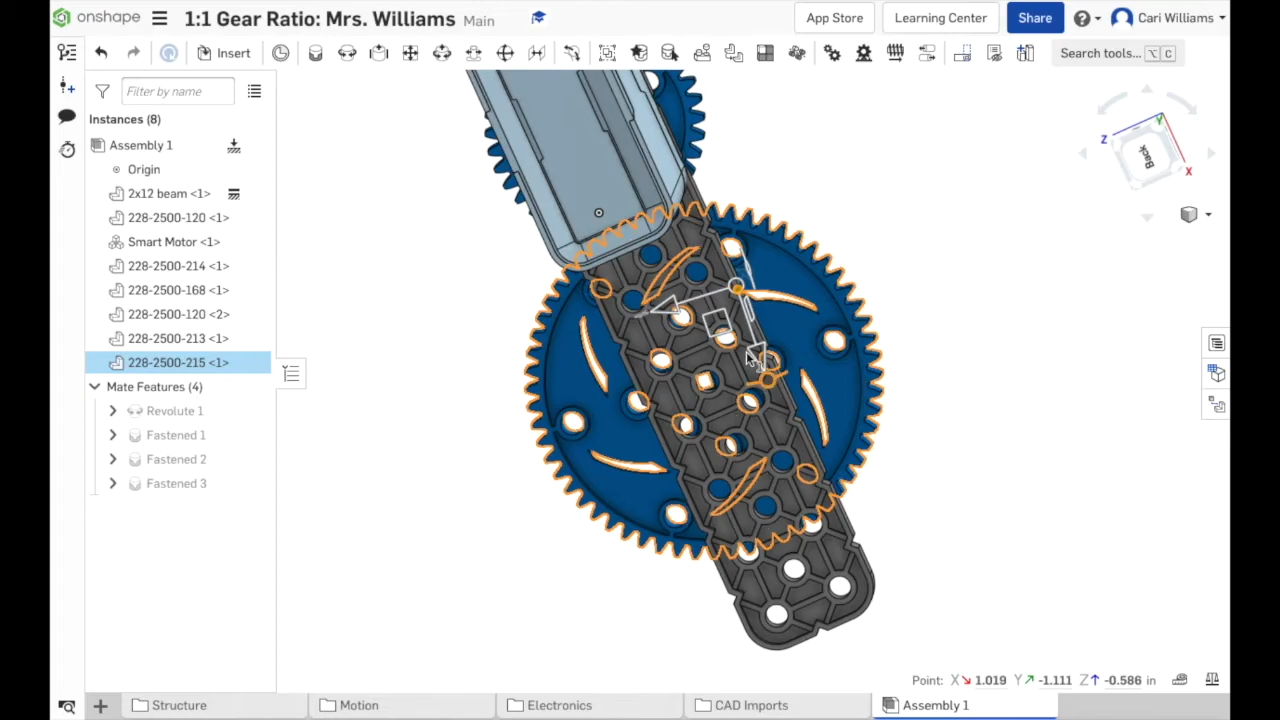 onshape 1:1 Gear Ratio: Mrs. Williams Main App Store Learning Center Share Cari Williams
Insert Search tools... ⌥ C
Filter by name
Instances (8)
Assembly 1
Origin
2x12 beam <1>
228-2500-120 <1>
Smart Motor <1>
228-2500-214 <1>
228-2500-168 <1>
228-2500-120 <2>
228-2500-213 <1>
228-2500-215 <1>
Mate Features (4)
Revolute 1
Fastened 1
Fastened 2
Fastened 3
Z Y
Back
X
Point: X 1.019 Y -1.111 Z -0.586 in
Structure Motion Electronics CAD Imports Assembly 1